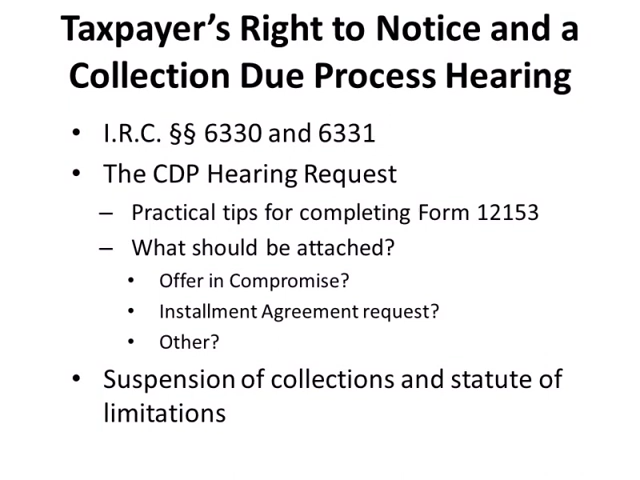 Taxpayer’s Right to Notice and a
Collection Due Process Hearing
• I.R.C. §§ 6330 and 6331
• The CDP Hearing Request
– Practical tips for completing Form 12153
– What should be attached?
• Offer in Compromise?
• Installment Agreement request?
• Other?
• Suspension of collections and statute of
limitations